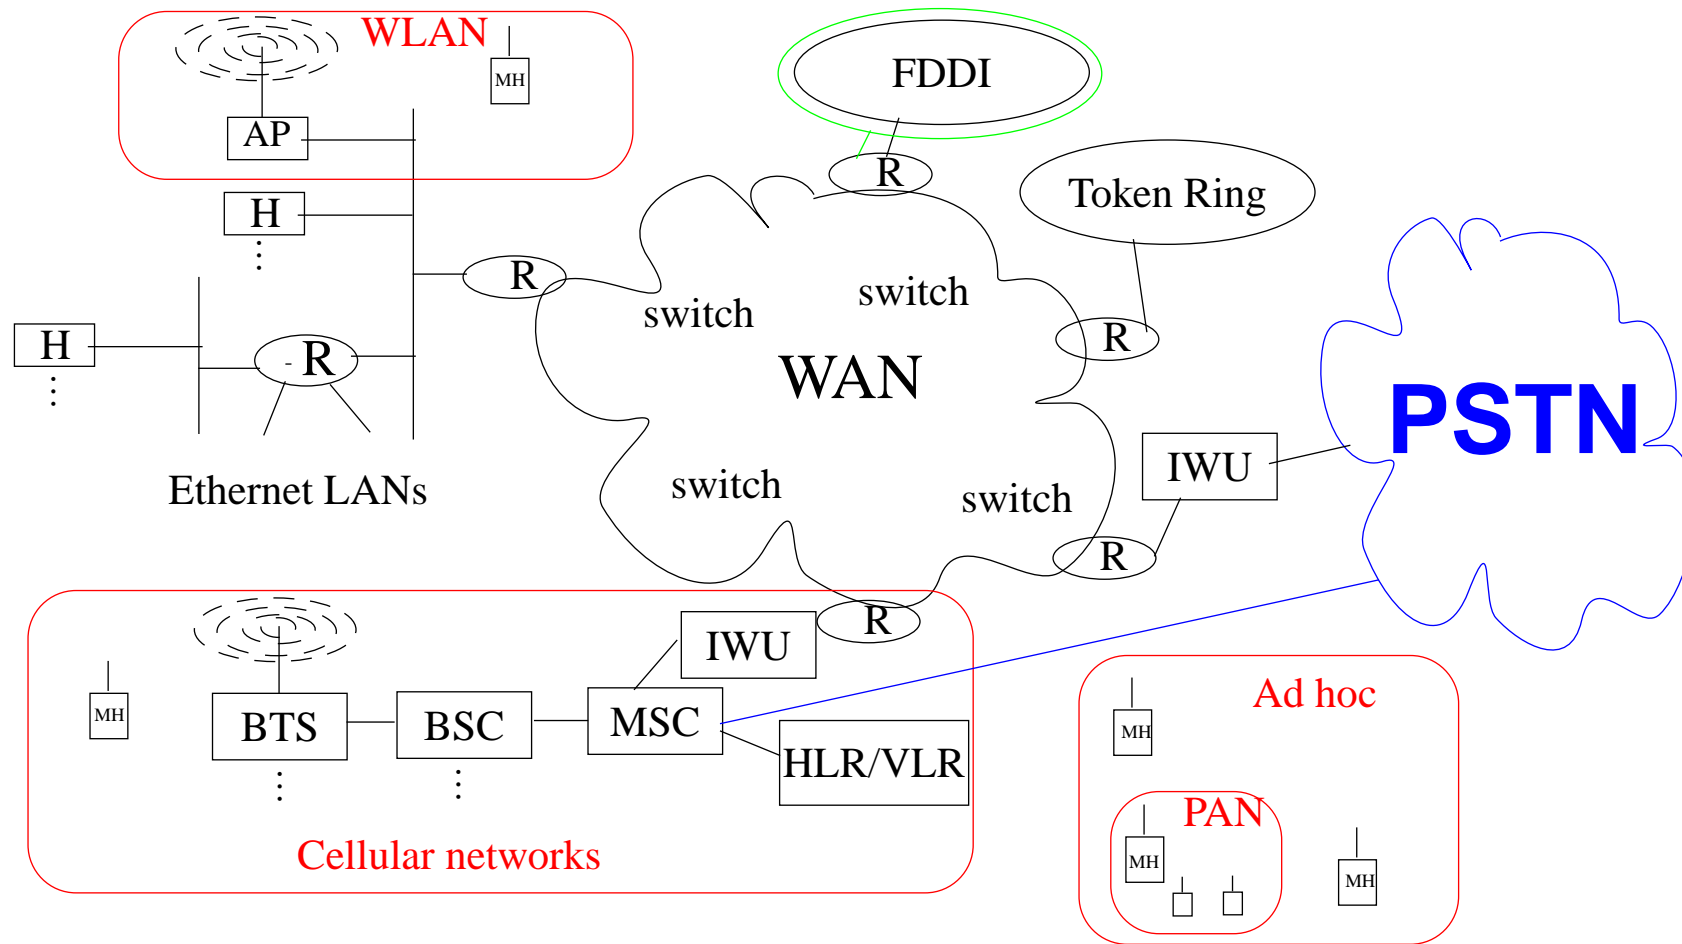 WLAN
MH
AP
H
⋮
H
⋮
- R
Ethernet LANs
R
FDDI
R
Token Ring
R
switch
switch
WAN
switch
switch
IWU
R
PSTN
R
IWU
MH
BTS
⋮
BSC
⋮
MSC
HLR/VLR
Cellular networks
Ad hoc
MH
PAN
MH
MH